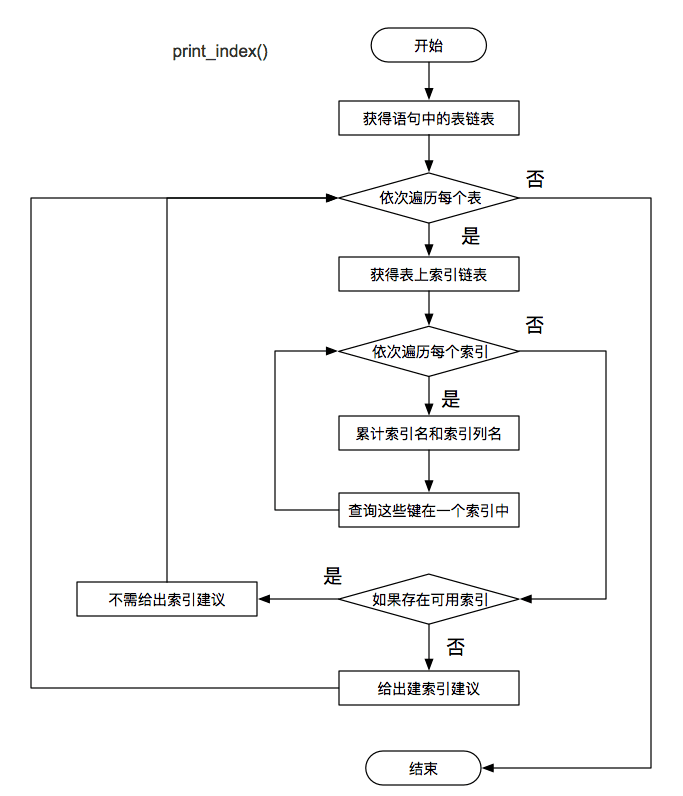 print_index()
开始
获得语句中的表链表
依次遍历每个表
否
是
获得表上索引链表
否
依次遍历每个索引
是
累计索引名和索引列名
查询这些键在一个索引中
是
不需给出索引建议
如果存在可用索引
否
给出建索引建议
结束